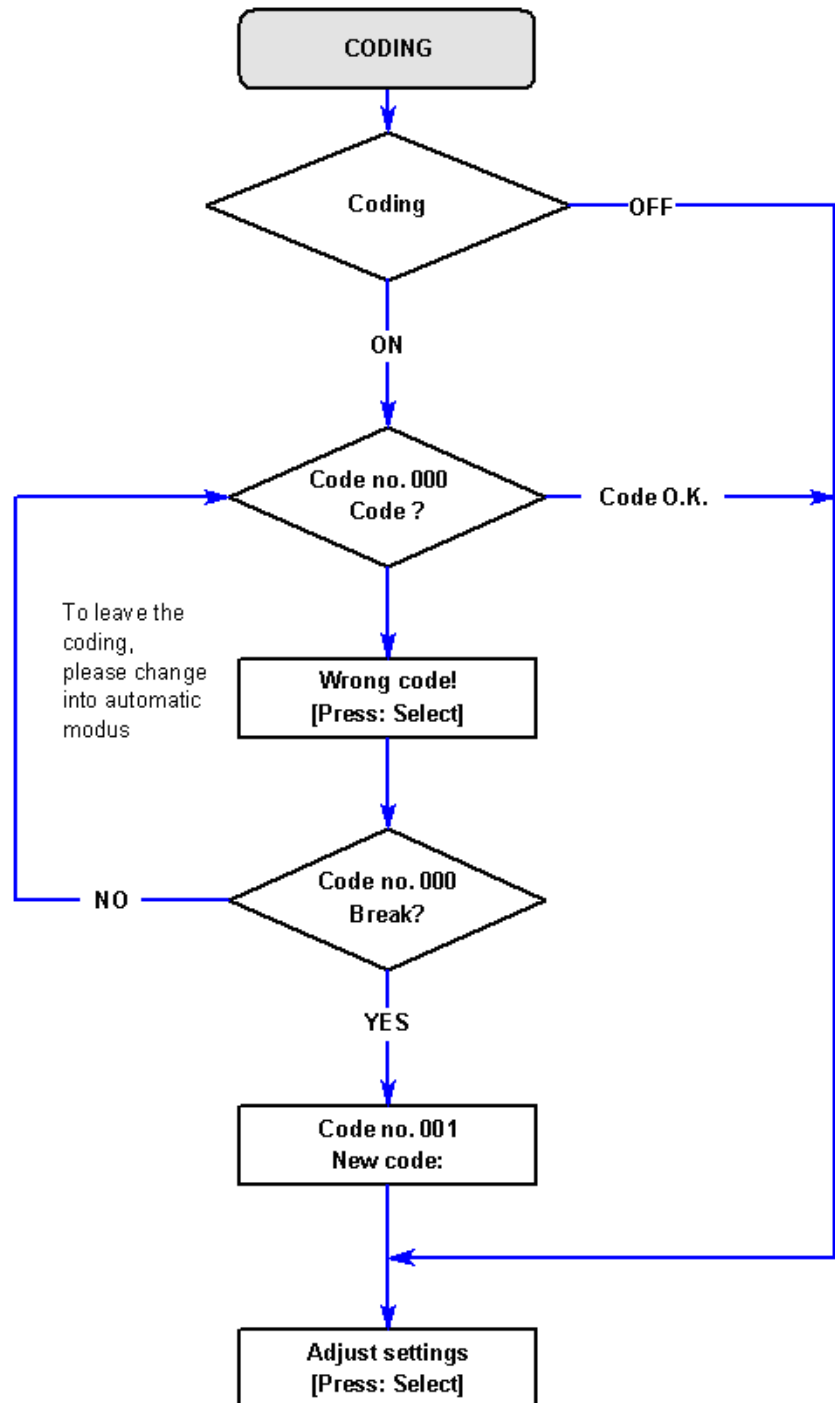 CODING
Coding
OFF
ON
Code no. 000
Code ?
Code O.K.
To leave the
coding,
please change
into automatic
modus
Wrong code!
[Press: Select]
Code no. 000
Break?
NO
YES
Code no. 001
New code:
Adjust settings
[Press: Select]